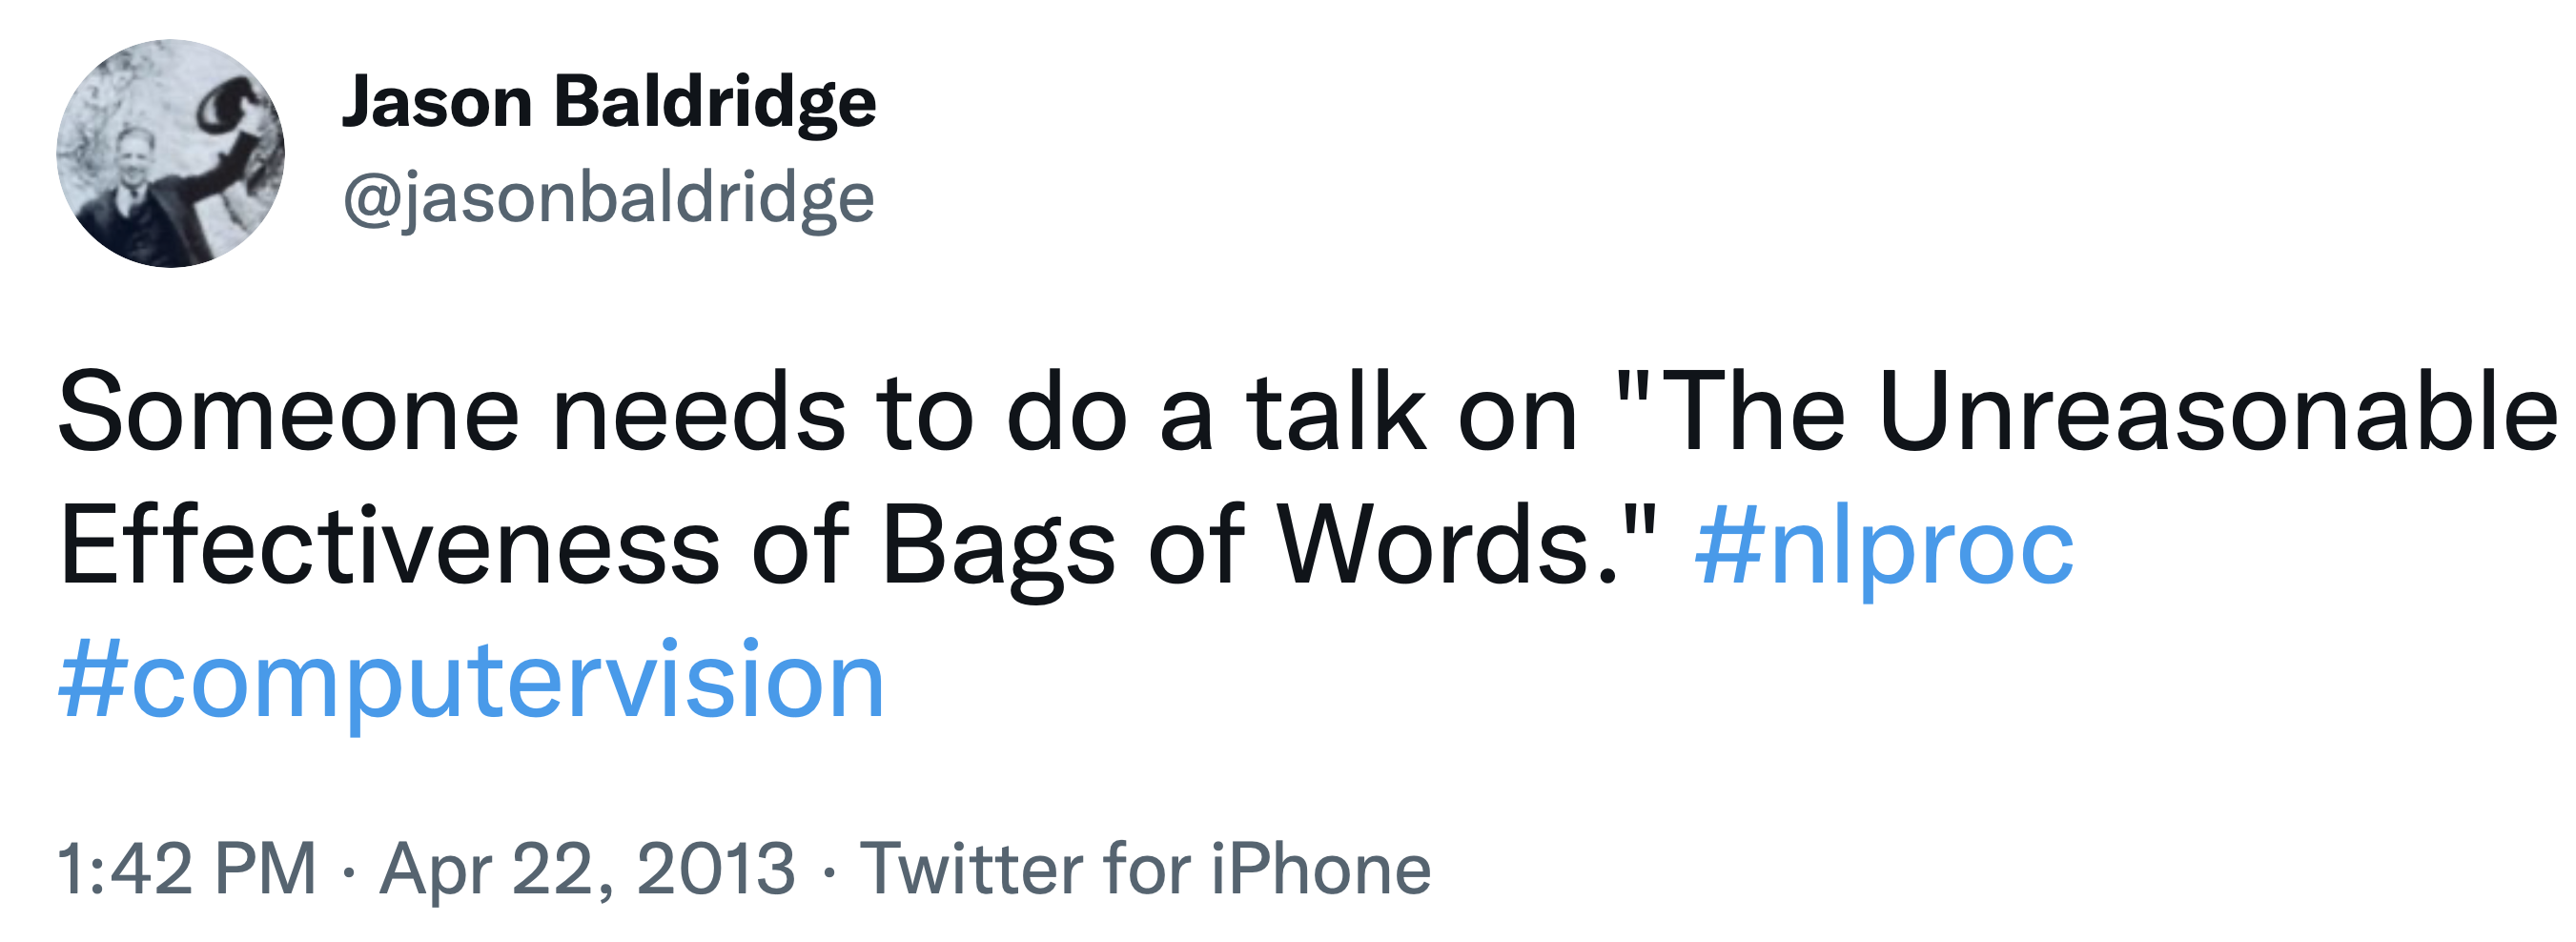 Jason Baldridge
@jasonbaldridge
Someone needs to do a talk on "The Unreasonable
Effectiveness of Bags of Words." #nlproc
#computervision
1:42 PM · Apr 22, 2013 · Twitter for iPhone